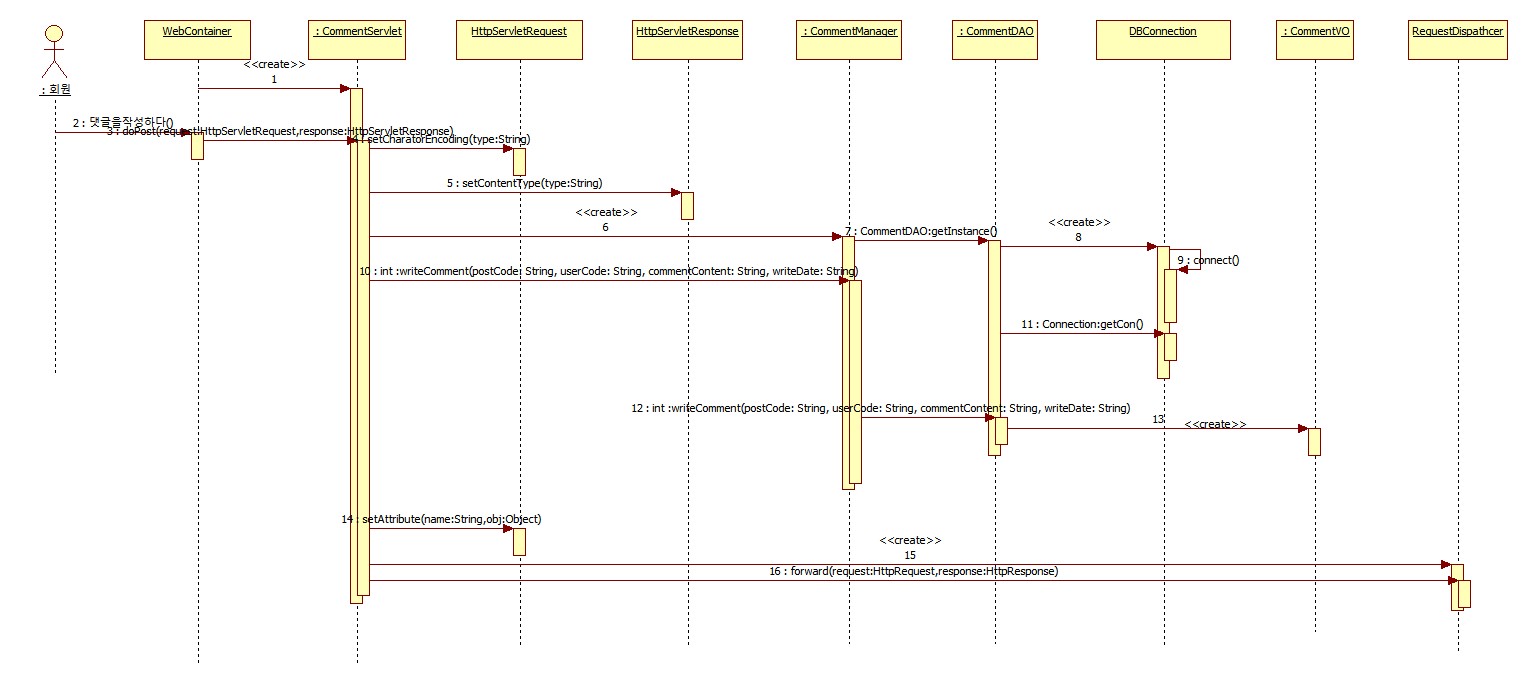 WebContainer
: CommentServlet
HttpServletRequest
HttpServletResponse
: CommentManager
: CommentDAO
DBConnection
: CommentVO
RequestDispathcer
: 회원
<<create>>
1
2 : 댓글을작성하다()
3 : doPost(request:HttpServletRequest,response:HttpServletResponse)
4 : setCharatorEncoding(type:String)
5 : setContentType(type:String)
<<create>>
6
7 : CommentDAO:getInstance()
<<create>>
8
9 : connect()
10 : int :writeComment(postCode: String, userCode: String, commentContent: String, writeDate: String)
11 : Connection:getCon()
12 : int :writeComment(postCode: String, userCode: String, commentContent: String, writeDate: String)
13
<<create>>
14 : setAttribute(name:String,obj:Object)
<<create>>
15
16 : forward(request:HttpRequest,response:HttpResponse)